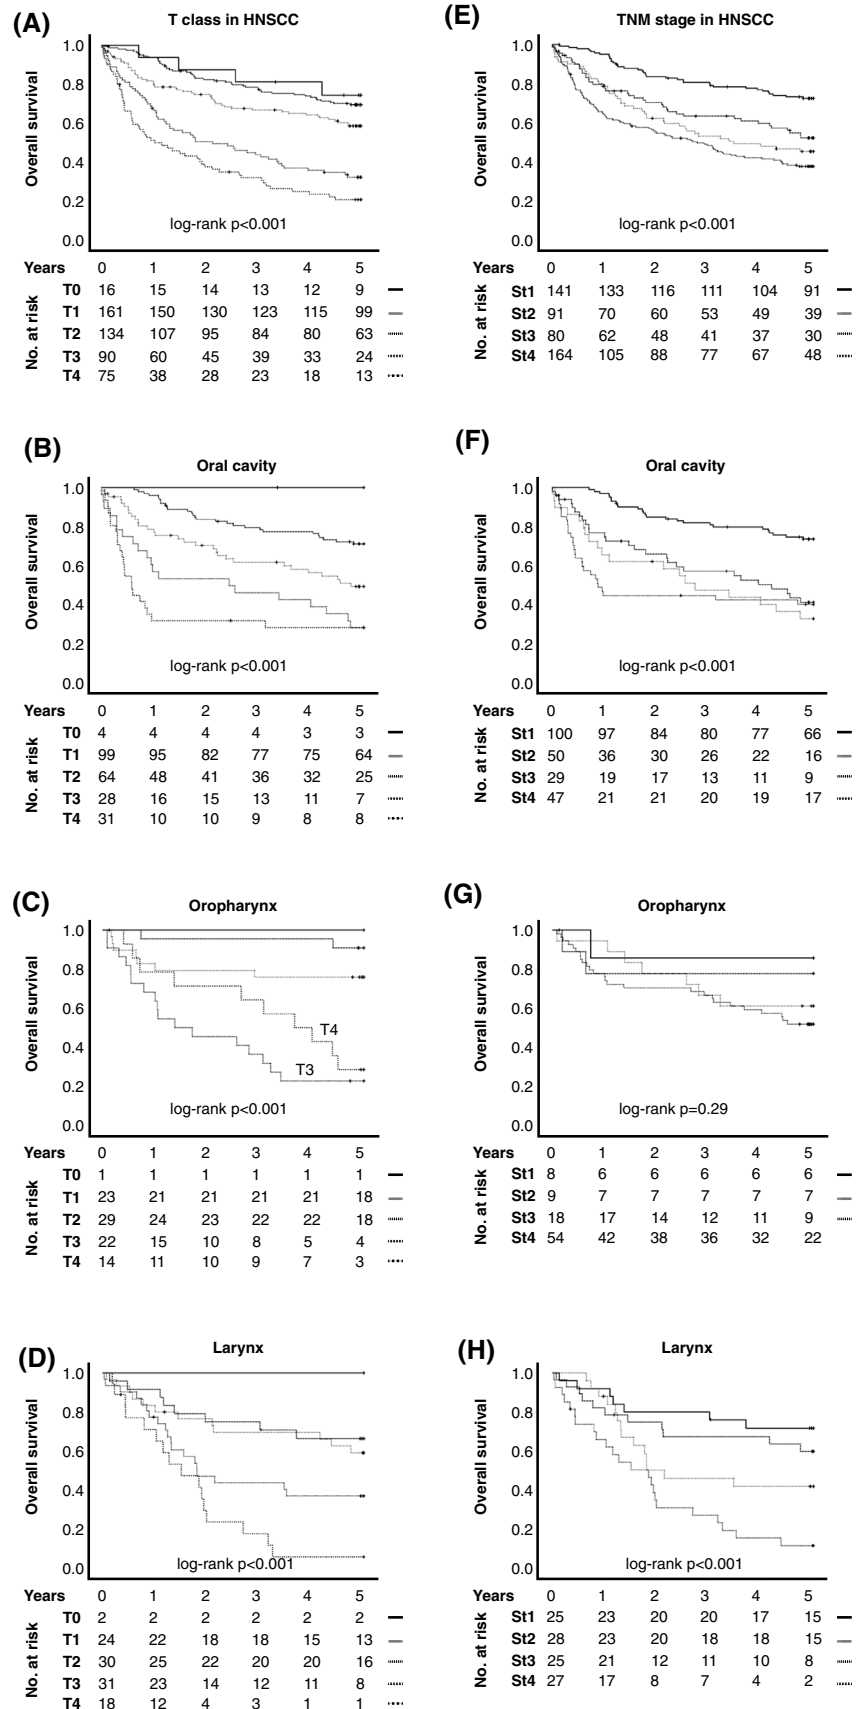 (A)
T class in HNSCC
Overall survival
1.0
0.8
0.6
0.4
0.2
0.0
log-rank p<0.001
Years 0 1 2 3 4 5
No. at risk
T0 16 15 14 13 12 9
T1 161 150 130 123 115 99
T2 134 107 95 84 80 63
T3 90 60 45 39 33 24
T4 75 38 28 23 18 13
(E)
TNM stage in HNSCC
Overall survival
1.0
0.8
0.6
0.4
0.2
0.0
log-rank p<0.001
Years 0 1 2 3 4 5
No. at risk
St1 141 133 116 111 104 91
St2 91 70 60 53 49 39
St3 80 62 48 41 37 30
St4 164 105 88 77 67 48
(B)
Oral cavity
Overall survival
1.0
0.8
0.6
0.4
0.2
0.0
log-rank p<0.001
Years 0 1 2 3 4 5
No. at risk
T0 4 4 4 4 3 3
T1 99 95 82 77 75 64
T2 64 48 41 36 32 25
T3 28 16 15 13 11 7
T4 31 10 10 9 8 8
(F)
Oral cavity
Overall survival
1.0
0.8
0.6
0.4
0.2
0.0
log-rank p<0.001
Years 0 1 2 3 4 5
No. at risk
St1 100 97 84 80 77 66
St2 50 36 30 26 22 16
St3 29 19 17 13 11 9
St4 47 21 21 20 19 17
(C)
Oropharynx
Overall survival
1.0
0.8
0.6
0.4
0.2
0.0
T4
T3
log-rank p<0.001
Years 0 1 2 3 4 5
No. at risk
T0 1 1 1 1 1 1
T1 23 21 21 21 21 18
T2 29 24 23 22 22 18
T3 22 15 10 8 5 4
T4 14 11 10 9 7 3
(G)
Oropharynx
Overall survival
1.0
0.8
0.6
0.4
0.2
0.0
log-rank p=0.29
Years 0 1 2 3 4 5
No. at risk
St1 8 6 6 6 6 6
St2 9 7 7 7 7 7
St3 18 17 14 12 11 9
St4 54 42 38 36 32 22
(D)
Larynx
Overall survival
1.0
0.8
0.6
0.4
0.2
0.0
log-rank p<0.001
Years 0 1 2 3 4 5
No. at risk
T0 2 2 2 2 2 2
T1 24 22 18 18 15 13
T2 30 25 22 20 20 16
T3 31 23 14 12 11 8
T4 18 12 4 3 1 1
(H)
Larynx
Overall survival
1.0
0.8
0.6
0.4
0.2
0.0
log-rank p<0.001
Years 0 1 2 3 4 5
No. at risk
St1 25 23 20 20 17 15
St2 28 23 20 18 18 15
St3 25 21 12 11 10 8
St4 27 17 8 7 4 2